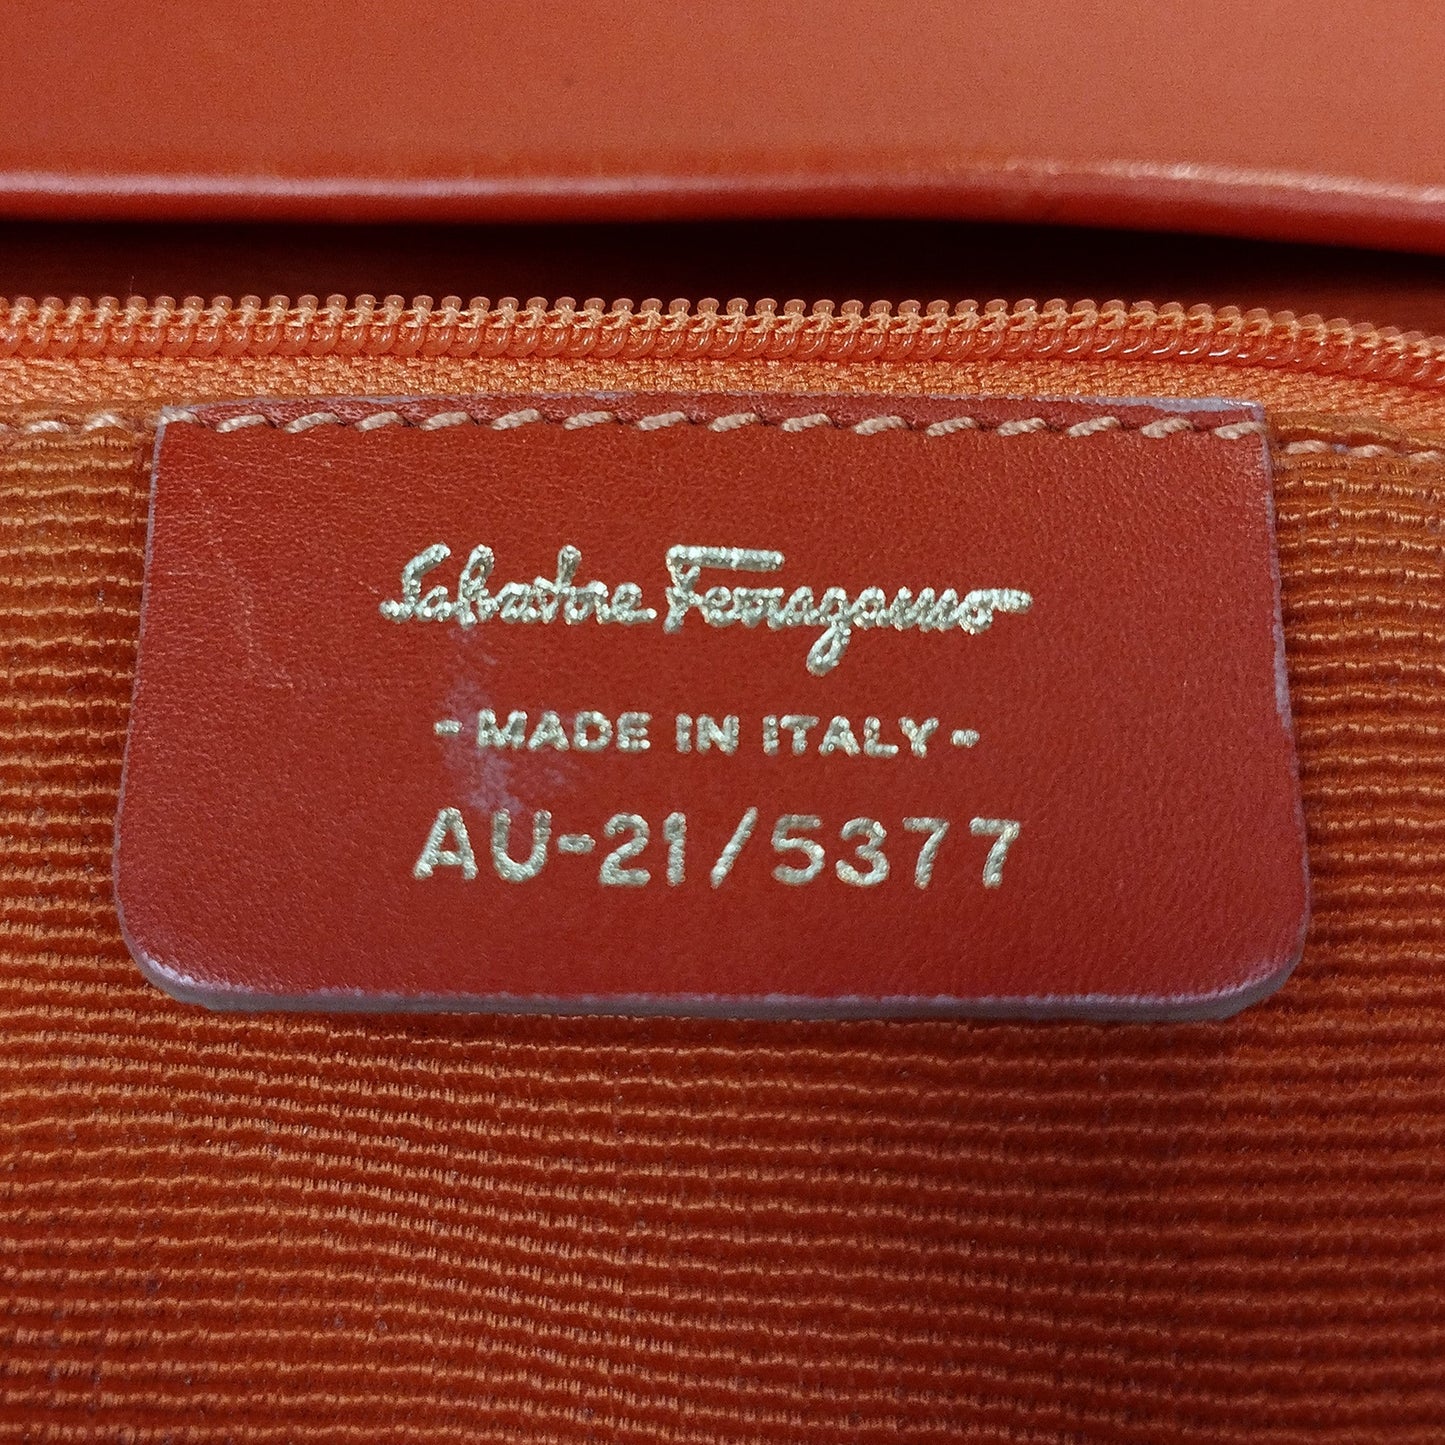 Salvatore Ferragamo
- MADE IN ITALY -
AU-21/5377